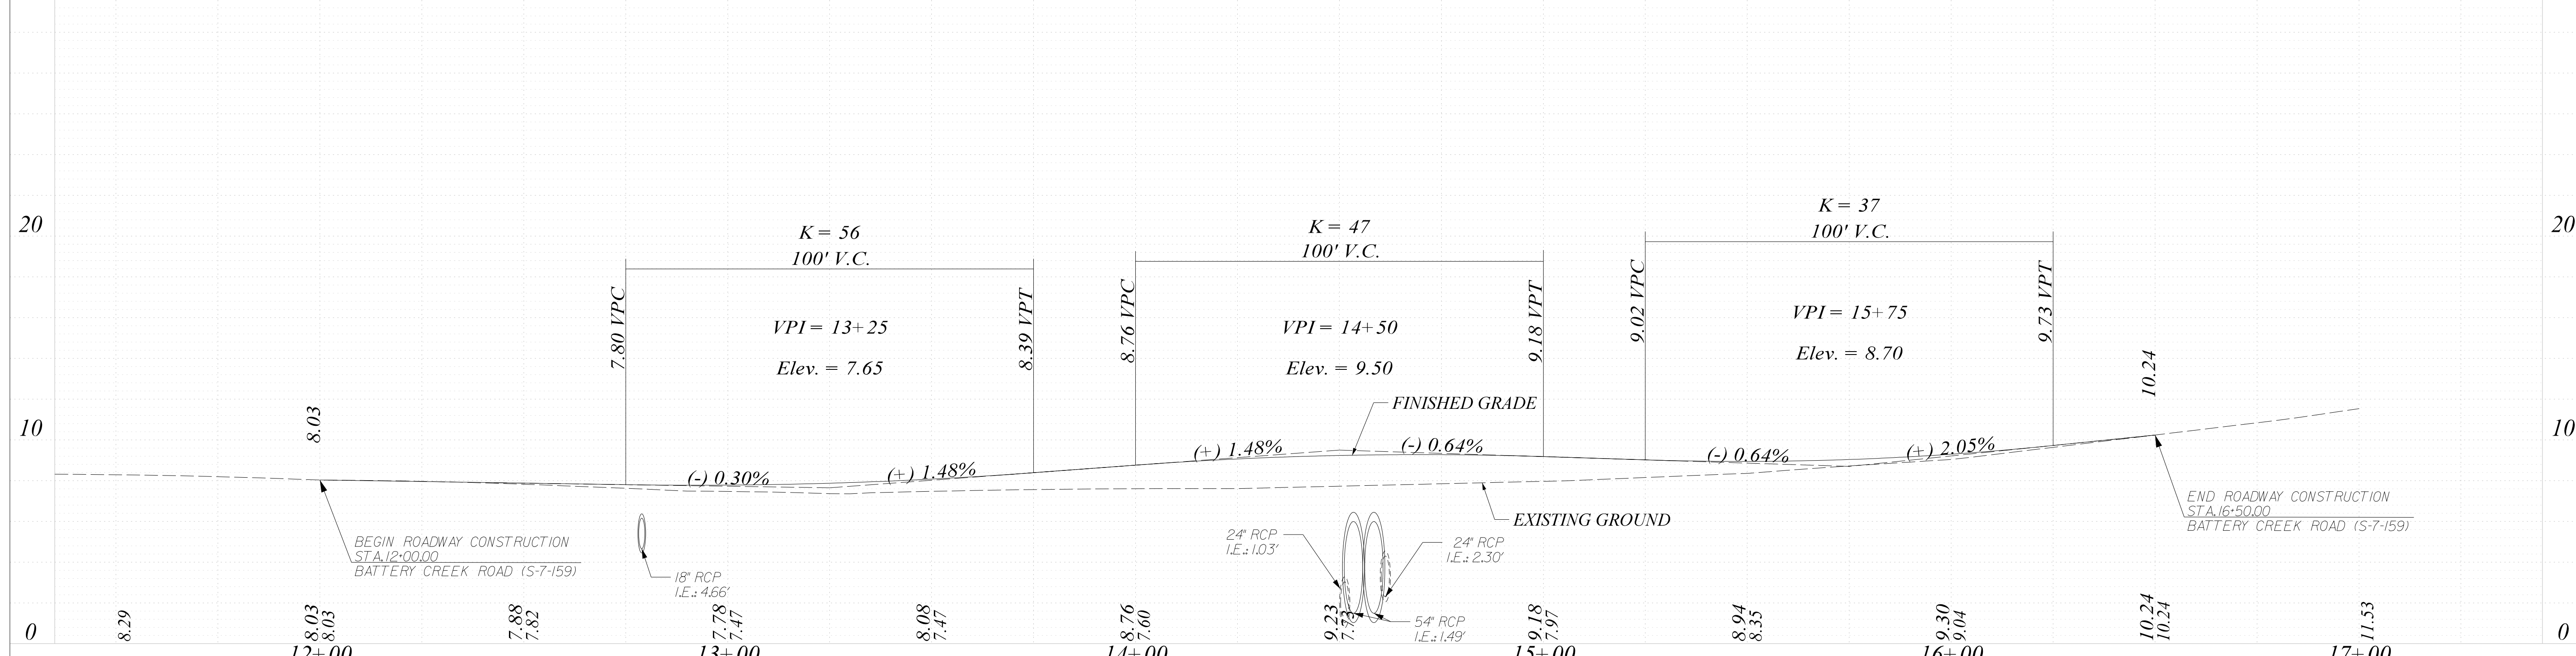 20
20
10
10
0
0
K = 56
100' V.C.
7.80 VPC
8.39 VPT
VPI = 13+25
Elev. = 7.65
K = 47
100' V.C.
8.76 VPC
9.18 VPT
VPI = 14+50
Elev. = 9.50
K = 37
100' V.C.
9.02 VPC
9.73 VPT
VPI = 15+75
Elev. = 8.70
8.03
10.24
FINISHED GRADE
(-) 0.30%
(+) 1.48%
(+) 1.48%
(-) 0.64%
(-) 0.64%
(+) 2.05%
EXISTING GROUND
BEGIN ROADWAY CONSTRUCTION
STA.12+00.00
BATTERY CREEK ROAD (S-7-159)
18" RCP
I.E.: 4.66'
24" RCP
I.E.: 1.03'
24" RCP
I.E.: 2.30'
54" RCP
I.E.: 1.49'
END ROADWAY CONSTRUCTION
STA.16+50.00
BATTERY CREEK ROAD (S-7-159)
8.29
8.03
8.03
7.88
7.82
7.78
7.47
8.08
7.47
8.76
7.60
9.23
7.73
9.18
7.97
8.94
8.35
9.30
9.04
10.24
10.24
11.53
12+00
13+00
14+00
15+00
16+00
17+00